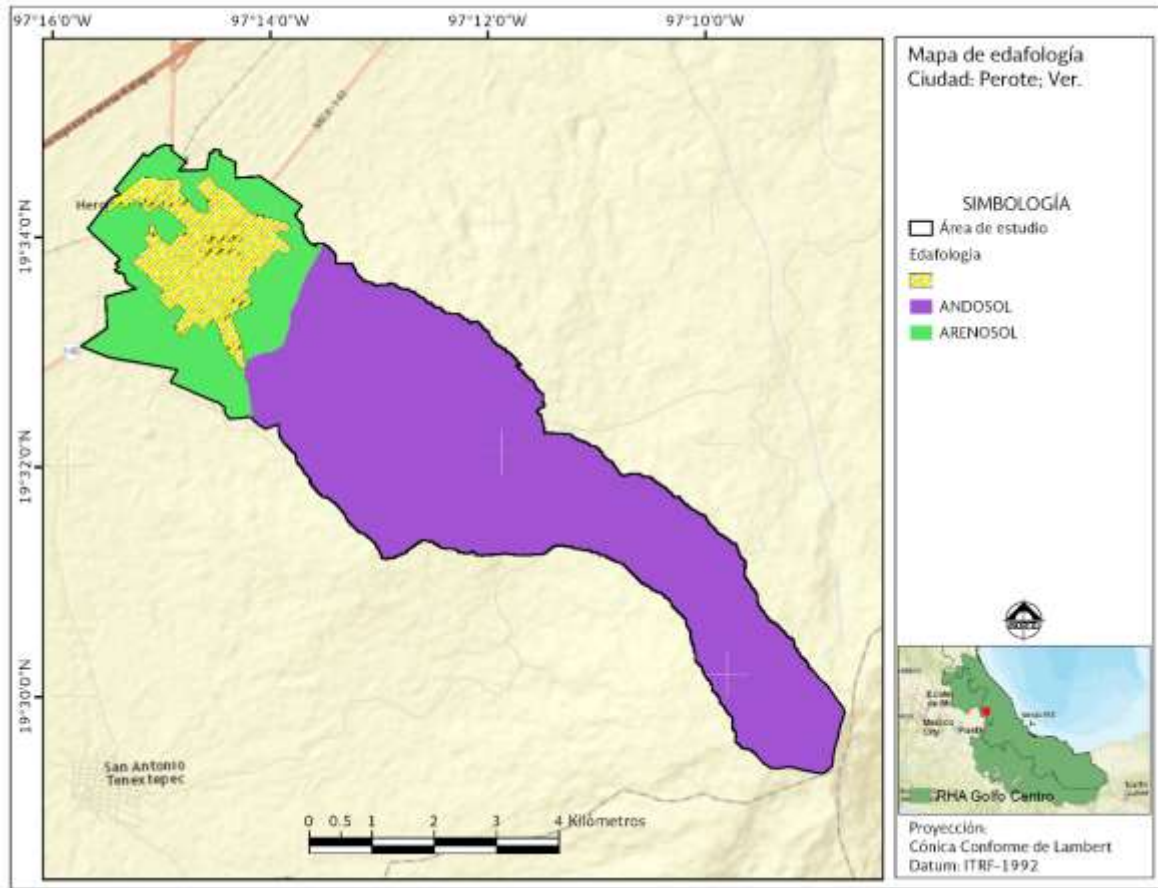 97°16'0"W
97°14'0"W
97°12'0"W
97°10'0"W
19°34'0"N
19°32'0"N
19°30'0"N
San Antonio
Tenextepec
0 0.5 1 2 3 4 Kilómetros
Mapa de edafología
Ciudad: Perote; Ver.
SIMBOLOGÍA
Área de estudio
Edafología
ANDOSOL
ARENOSOL
Mexico
City
RHA Golfo Centro
Proyección:
Cónica Conforme de Lambert
Datum: ITRF-1992